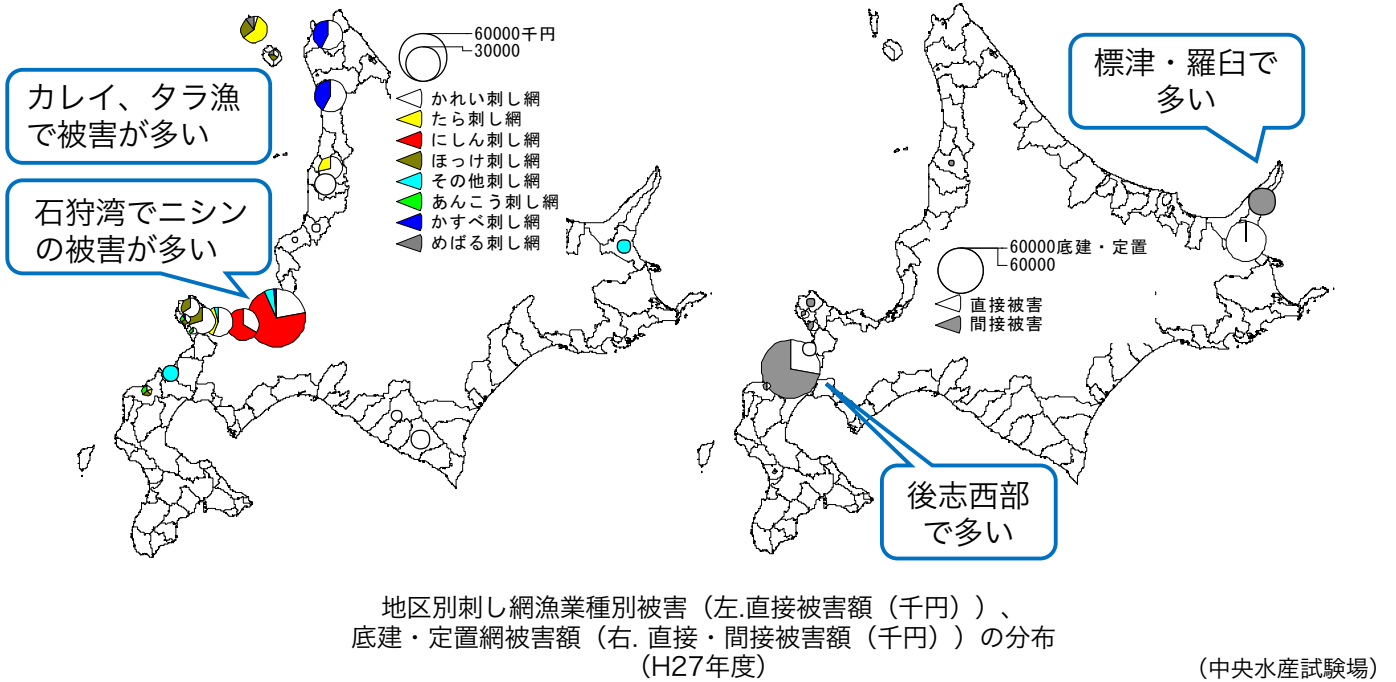 60000千円
30000
カレイ、タラ漁
で被害が多い
石狩湾でニシン
の被害が多い
かれい刺し網
たら刺し網
にしん刺し網
ほっけ刺し網
その他刺し網
あんこう刺し網
かすべ刺し網
めばる刺し網
標津・羅臼で
多い
60000底建・定置
60000
直接被害
間接被害
後志西部
で多い
地区別刺し網漁業種別被害（左.直接被害額（千円））、
底建・定置網被害額（右. 直接・間接被害額（千円））の分布
（H27年度）
（中央水産試験場）